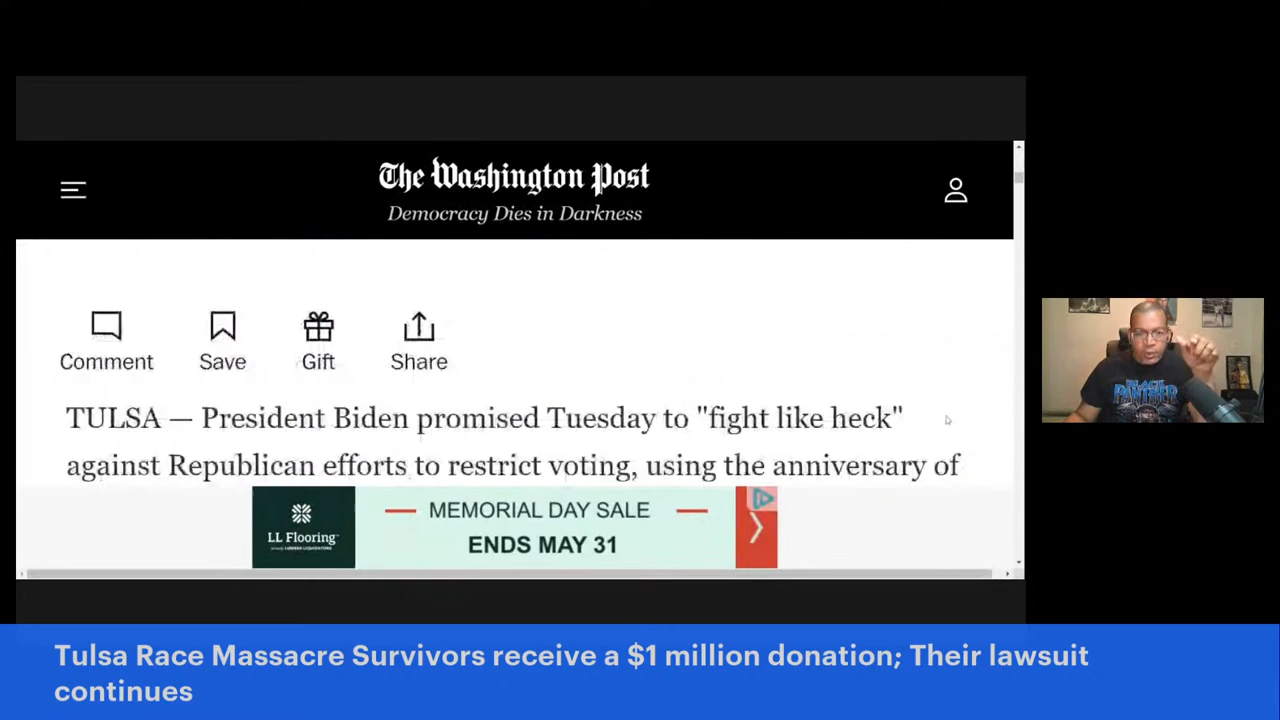 The Washington Post
Democracy Dies in Darkness
Comment Save Gift Share
TULSA — President Biden promised Tuesday to "fight like heck"
against Republican efforts to restrict voting, using the anniversary of
MEMORIAL DAY SALE
LL Flooring
ENDS MAY 31
BLACK
PANTHER
Tulsa Race Massacre Survivors receive a $1 million donation; Their lawsuit
continues